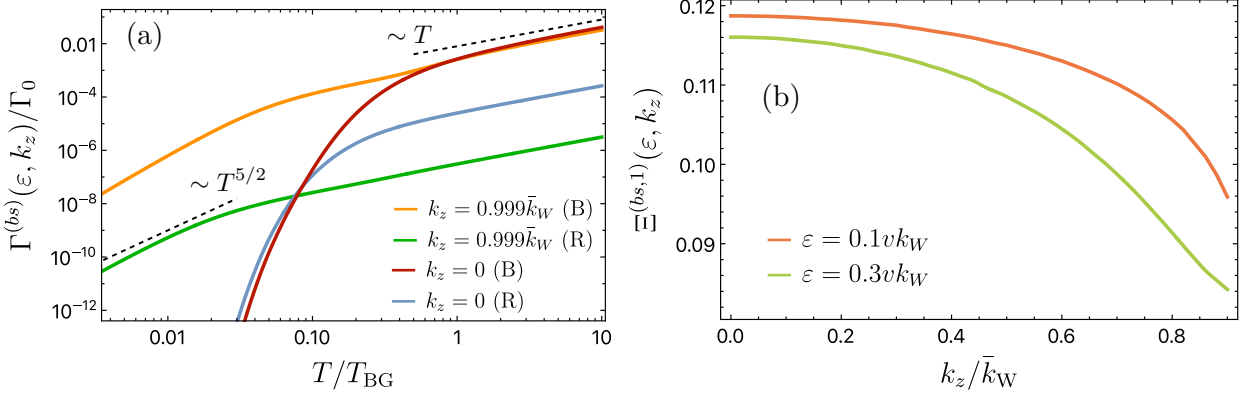 (a)
∼ T
∼ T^{5/2}
0.01
10^{-4}
10^{-6}
10^{-8}
10^{-10}
10^{-12}
Γ^{(bs)}(ε, k_z)/Γ_0
k_z = 0.999k̄_W (B)
k_z = 0.999k̄_W (R)
k_z = 0 (B)
k_z = 0 (R)
0.01 0.10 1 10
T/T_{BG}
(b)
0.12
0.11
0.10
0.09
Ξ^{(bs,1)}(ε, k_z)
ε = 0.1vk_W
ε = 0.3vk_W
0.0 0.2 0.4 0.6 0.8
k_z/k̄_W